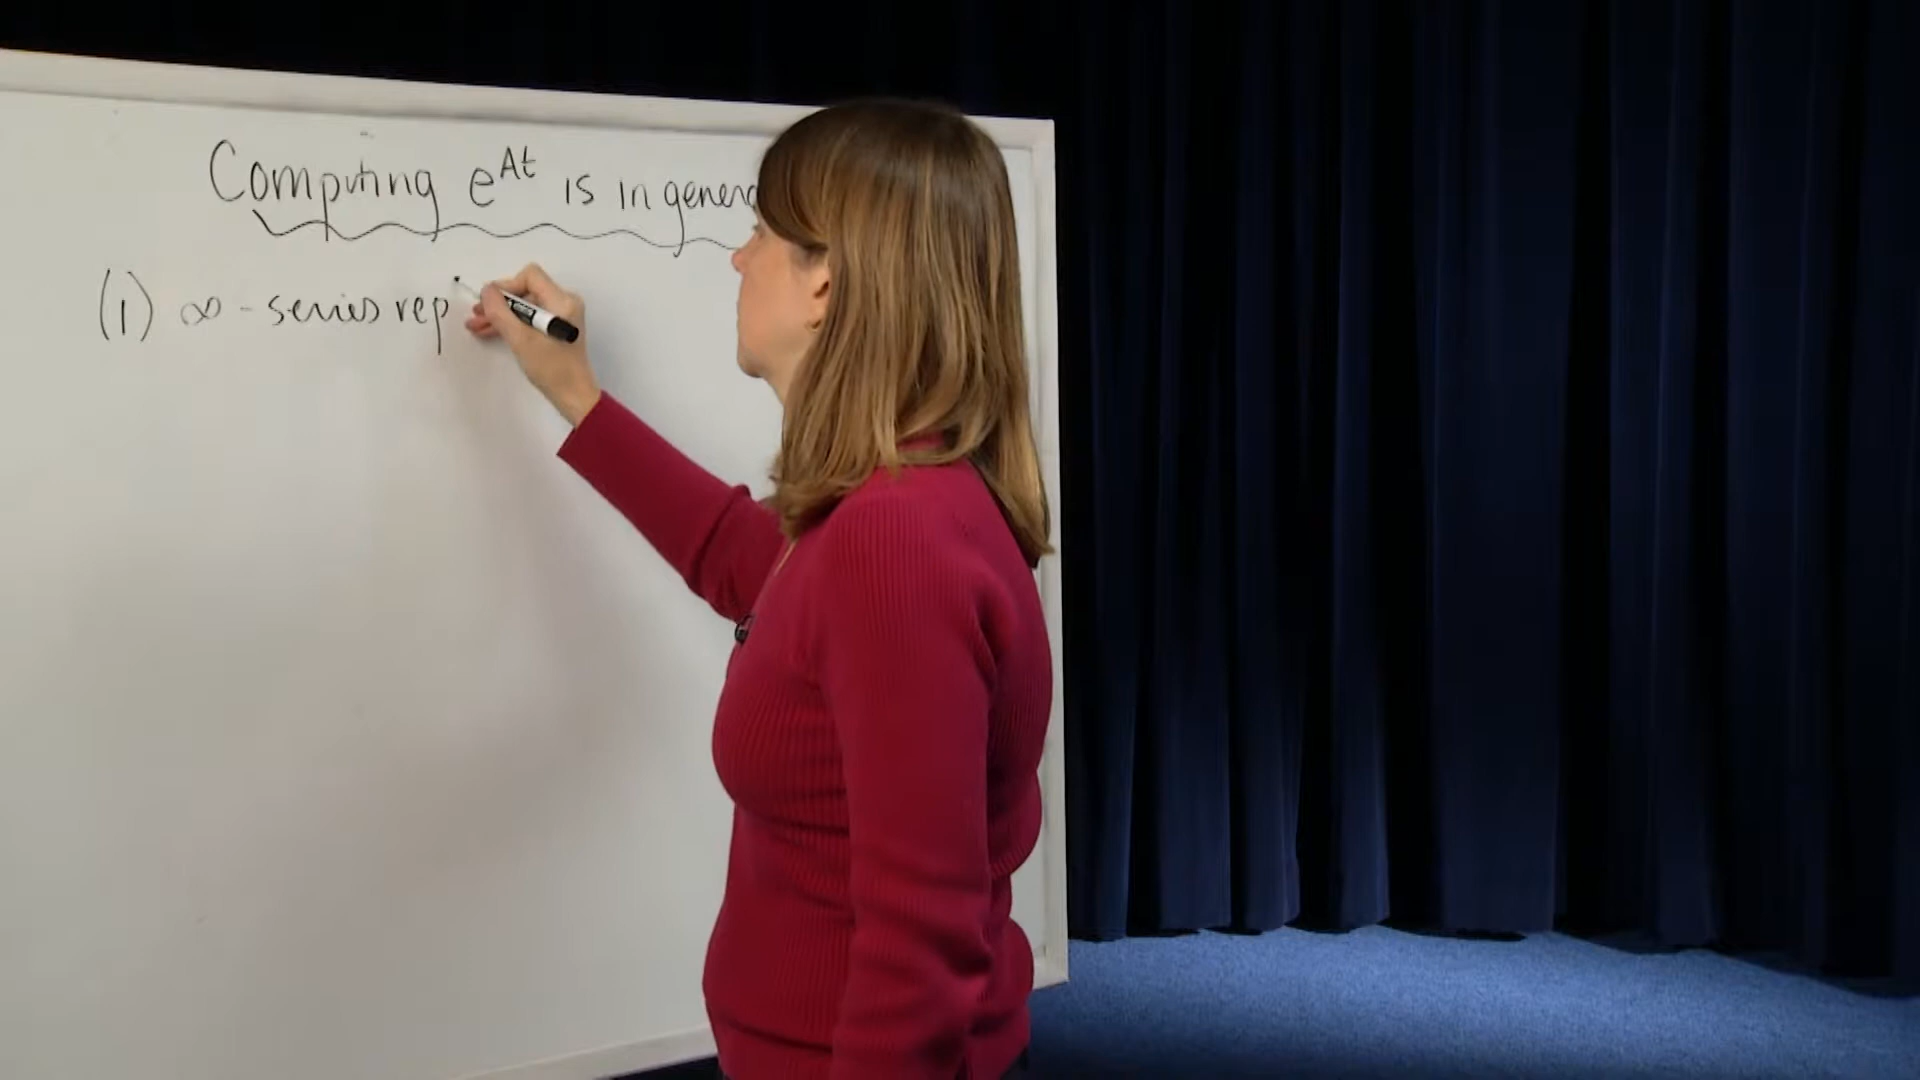 Computing e^At is in genera
(1) ∞ - series rep